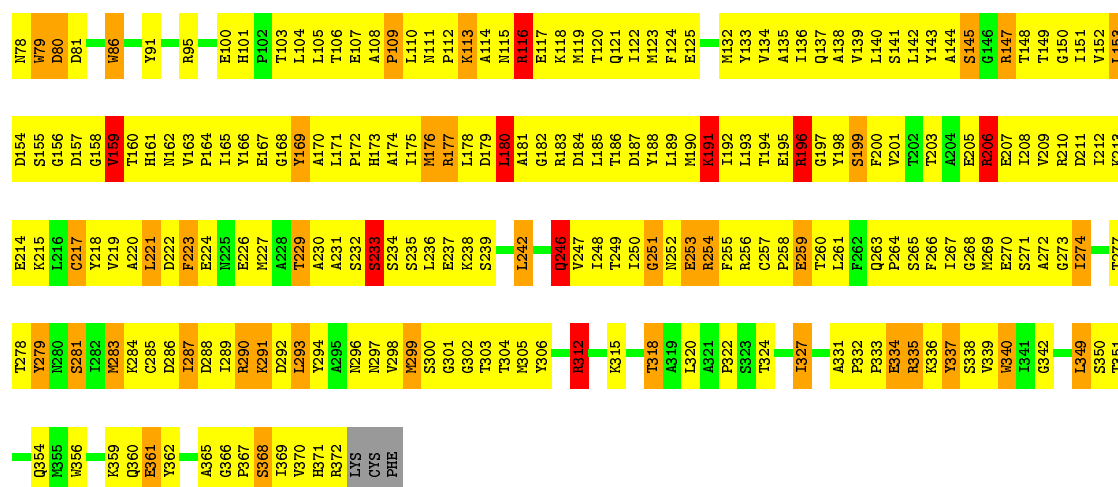 N78 W79 D80 D81 W86 Y91 R95 E100 H101 P102 T103 L104 L105 T106 E107 A108 P109 L110 N111 P112 K113 A114 N115 R116 E117 K118 M119 T120 Q121 I122 M123 F124 E125 M132 Y133 V134 A135 I136 Q137 A138 V139 L140 S141 L142 Y143 A144 S145 G146 R147 T148 T149 G150 I151 V152 L153
D154 S155 G156 D157 G158 V159 T160 H161 N162 V163 P164 I165 Y166 E167 G168 Y169 A170 L171 P172 H173 A174 I175 M176 R177 L178 D179 L180 A181 G182 R183 D184 L185 T186 D187 Y188 L189 M190 K191 I192 L193 T194 E195 R196 G197 Y198 S199 F200 V201 T202 T203 A204 E205 R206 E207 I208 V209 R210 D211 I212 K213
E214 K215 L216 C217 Y218 V219 A220 L221 D222 F223 E224 N225 E226 M227 A228 T229 A230 A231 S232 S233 S234 S235 L236 E237 K238 S239 L242 Q246 V247 I248 T249 I250 G251 N252 E253 R254 F255 R256 C257 P258 E259 T260 L261 F262 Q263 P264 S265 F266 I267 G268 M269 E270 S271 A272 G273 I274 T277
T278 Y279 N280 S281 I282 M283 K284 C285 D286 D288 I287 I289 R290 K291 D292 L293 Y294 A295 N296 N297 V298 M299 S300 G301 G302 T303 T304 M305 Y306 R312 K315 T318 A319 L320 A321 P322 S323 T324 I327 A331 P332 P333 E334 R335 K336 Y337 S338 V339 W340 I341 G342 L349 S350 T351
Q354 M355 W356 K359 Q360 E361 Y362 A365 G366 P367 S368 I369 V370 H371 R372 LYS CYS PHE